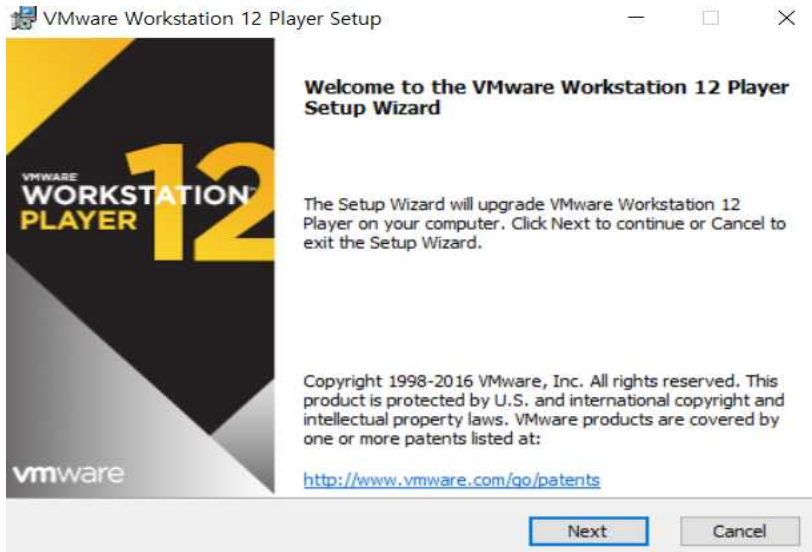 VMware Workstation 12 Player Setup
Welcome to the VMware Workstation 12 Player
Setup Wizard
VMWARE
WORKSTATION™
PLAYER
12
The Setup Wizard will upgrade VMware Workstation 12
Player on your computer. Click Next to continue or Cancel to
exit the Setup Wizard.
Copyright 1998-2016 VMware, Inc. All rights reserved. This
product is protected by U.S. and international copyright and
intellectual property laws. VMware products are covered by
one or more patents listed at:
http://www.vmware.com/go/patents
vmware
Next
Cancel